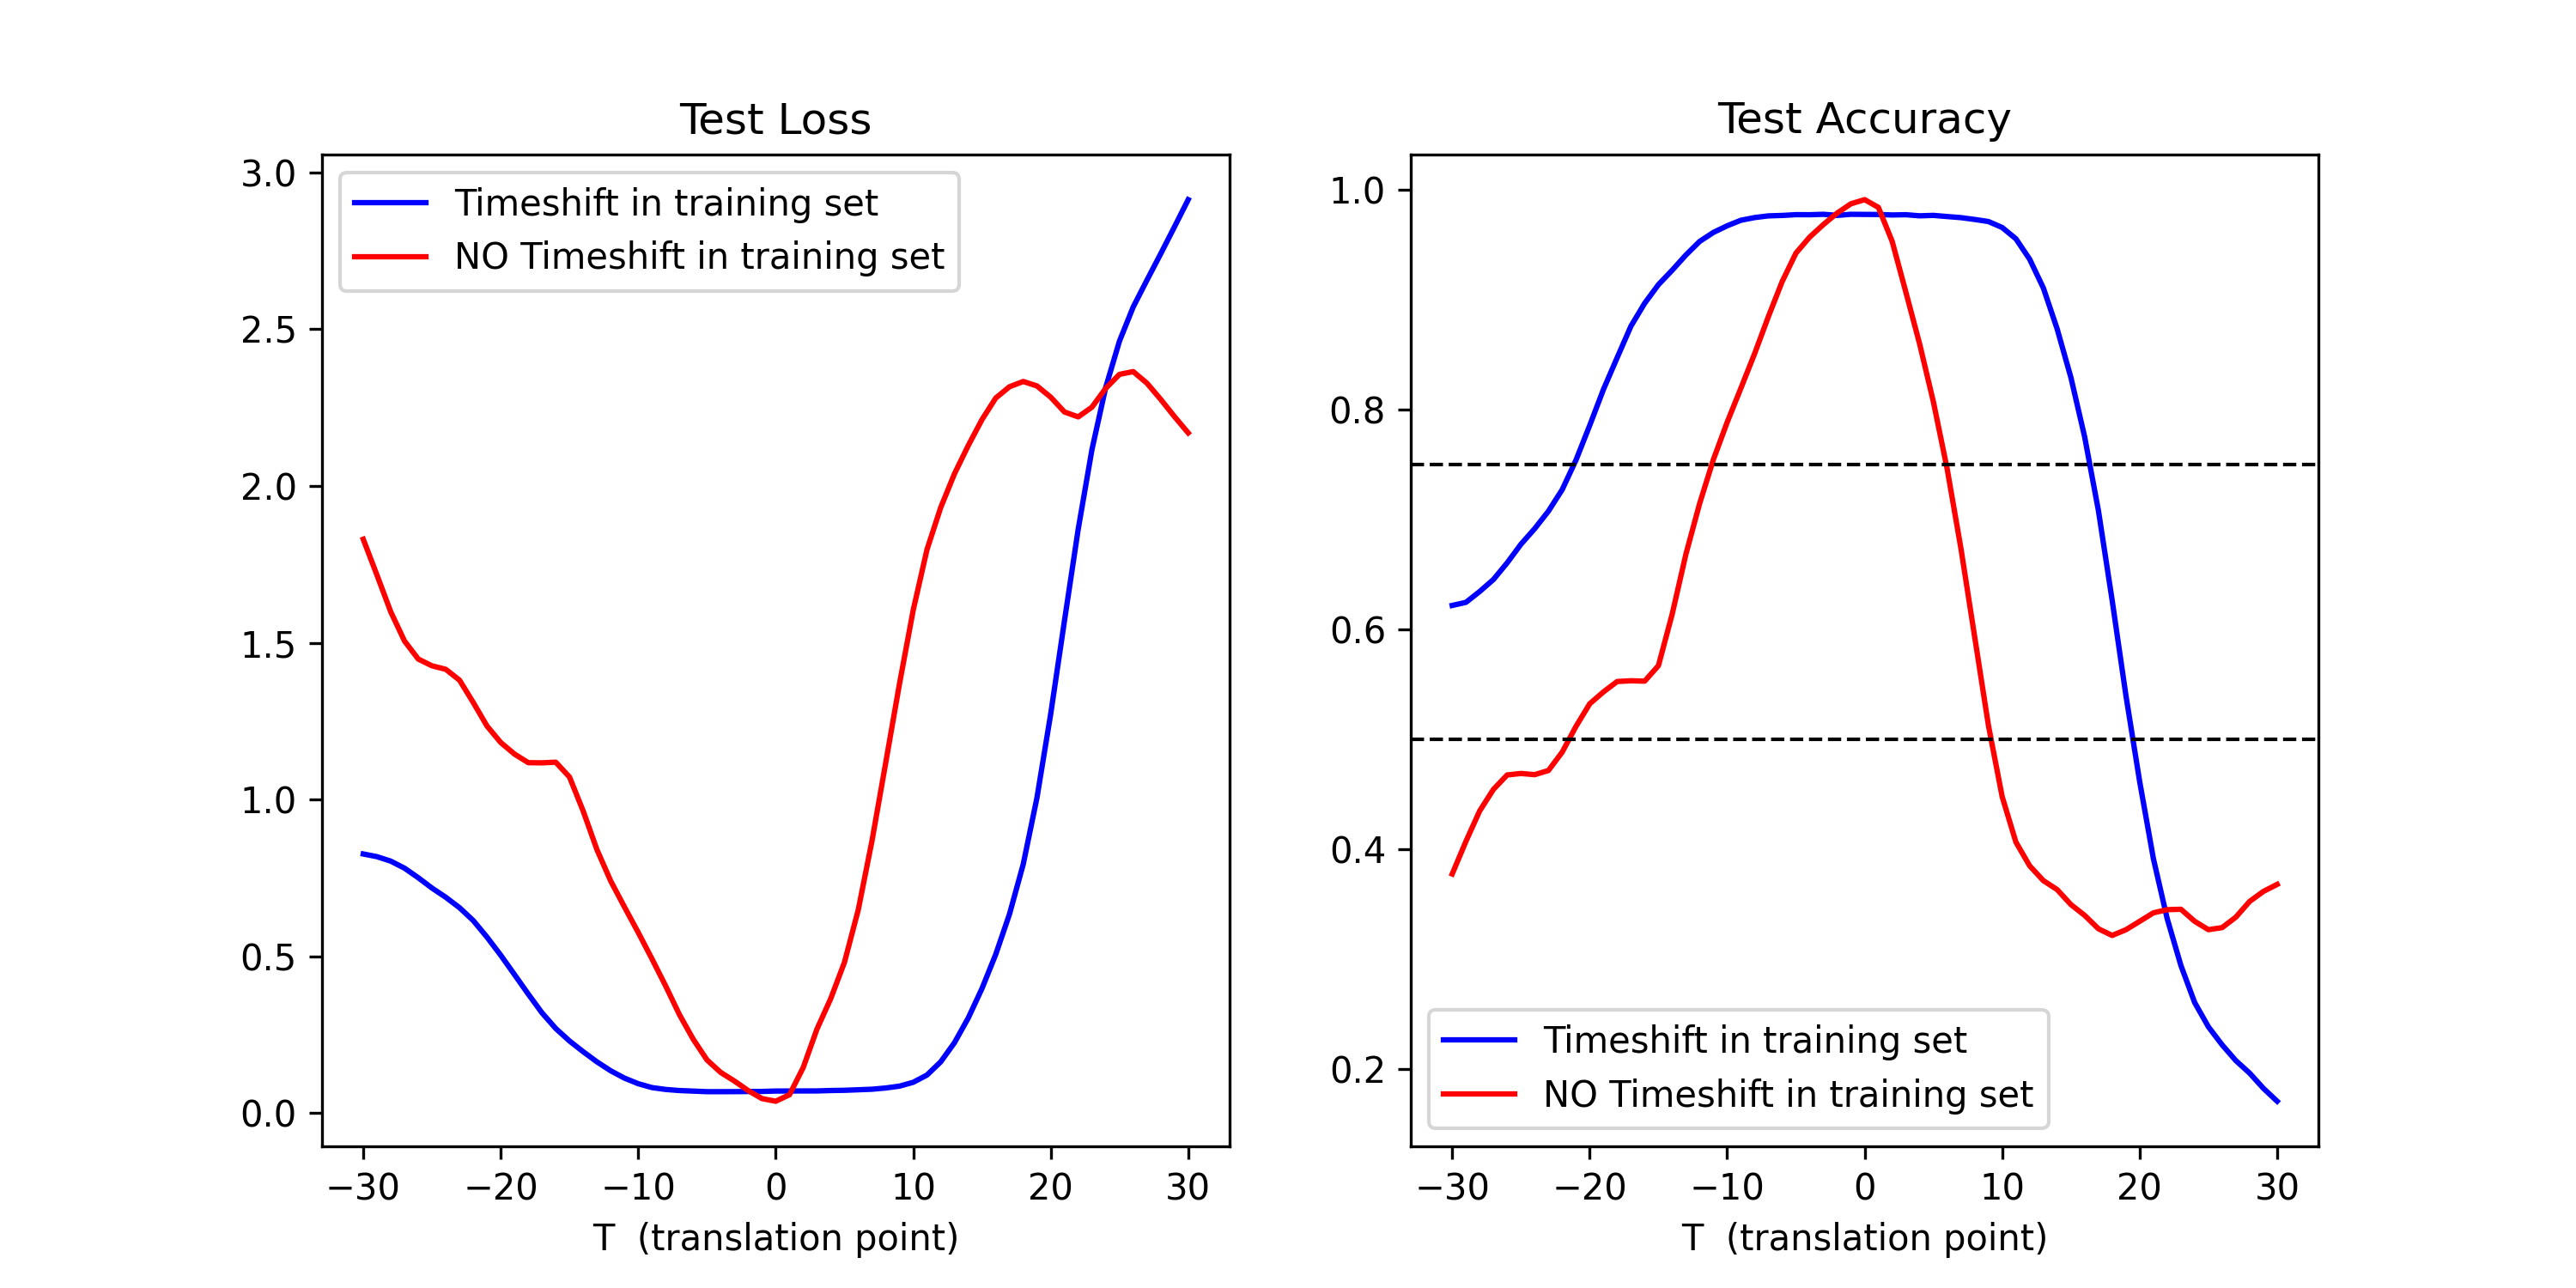 Test Loss
3.0
2.5
2.0
1.5
1.0
0.5
0.0
Timeshift in training set
NO Timeshift in training set
−30 −20 −10 0 10 20 30
T (translation point)
Test Accuracy
1.0
0.8
0.6
0.4
0.2
Timeshift in training set
NO Timeshift in training set
−30 −20 −10 0 10 20 30
T (translation point)